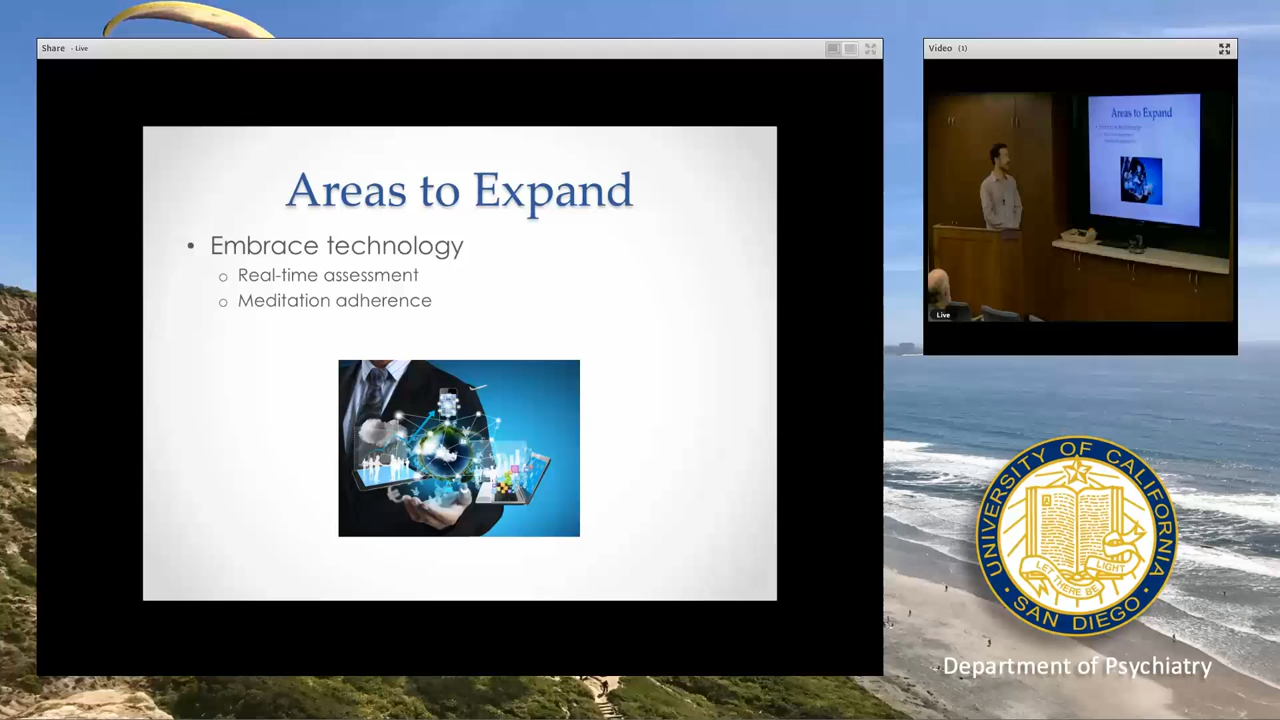 Share - Live
Areas to Expand
• Embrace technology
o Real-time assessment
o Meditation adherence
Video (1)
Areas to Expand
Live
UNIVERSITY OF CALIFORNIA
LET THERE BE LIGHT
SAN DIEGO
Department of Psychiatry